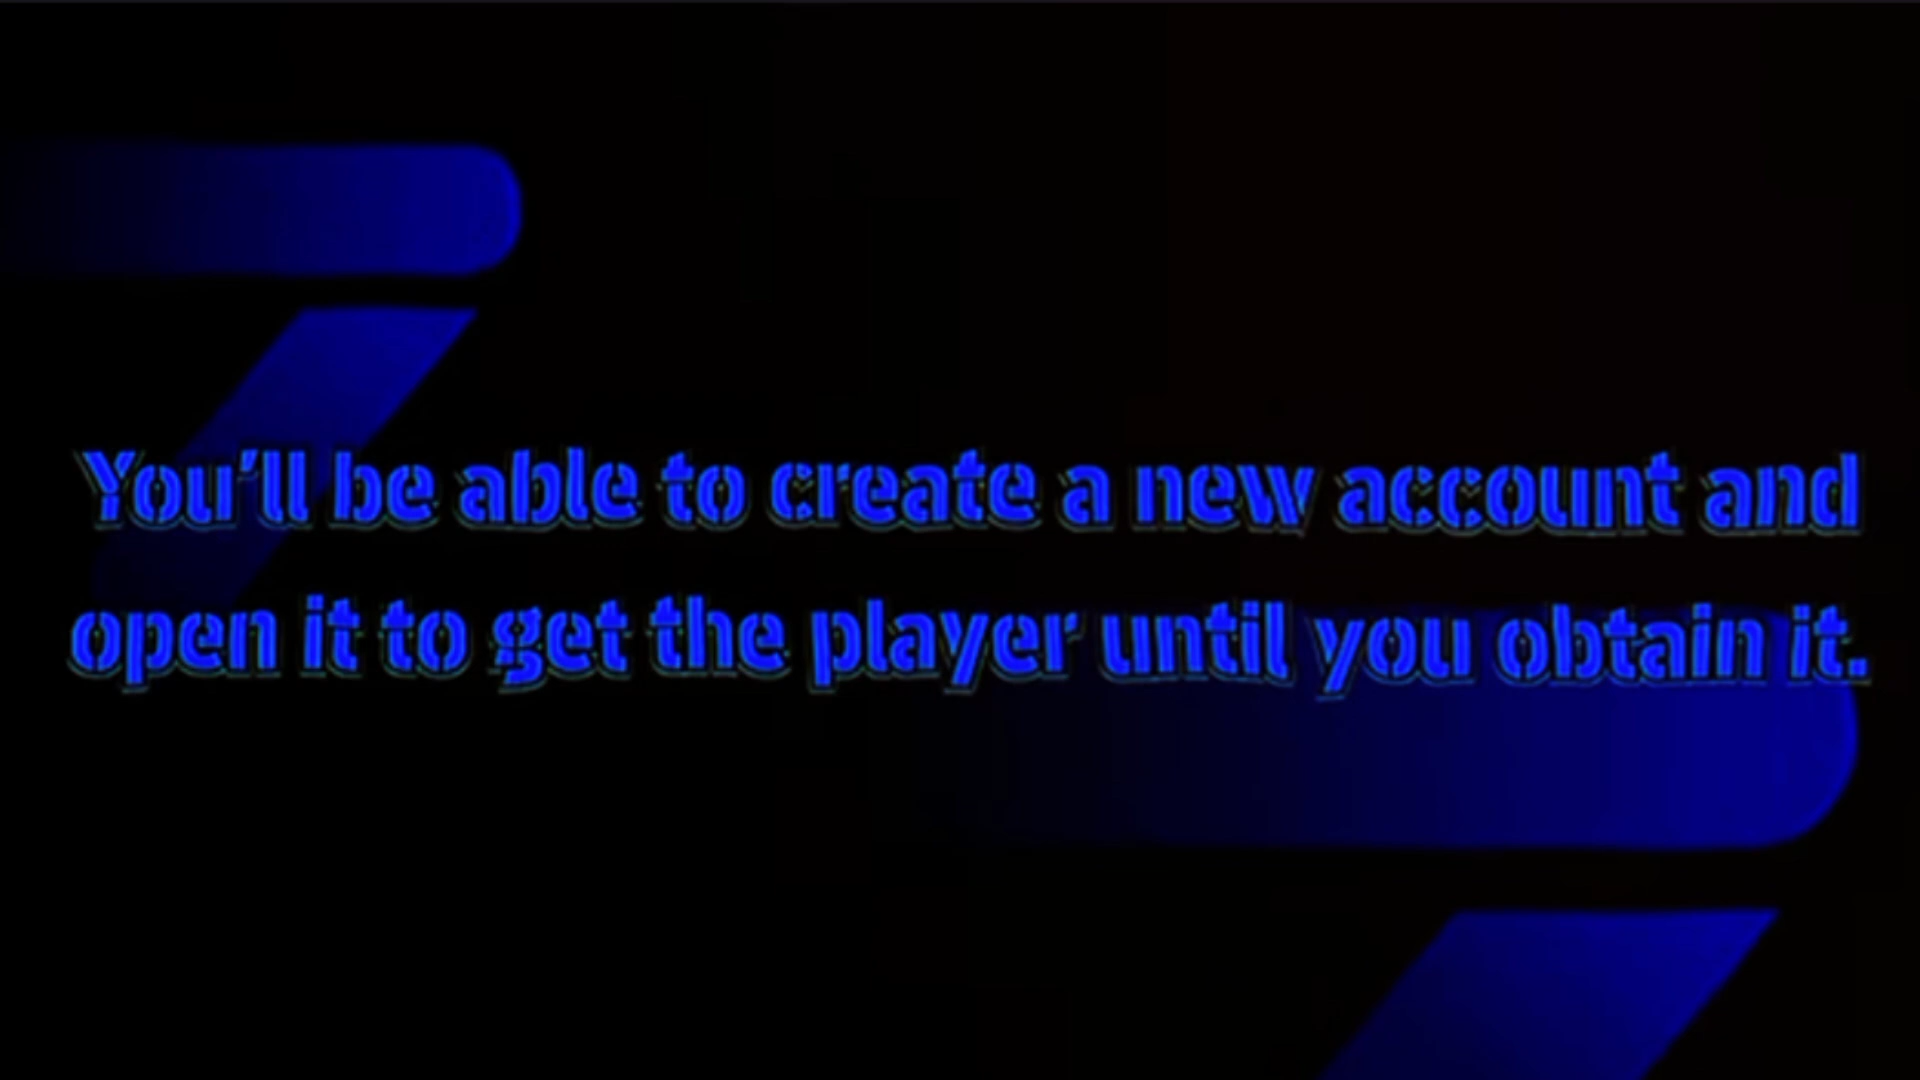 You'll be able to create a new account and
open it to get the player until you obtain it.